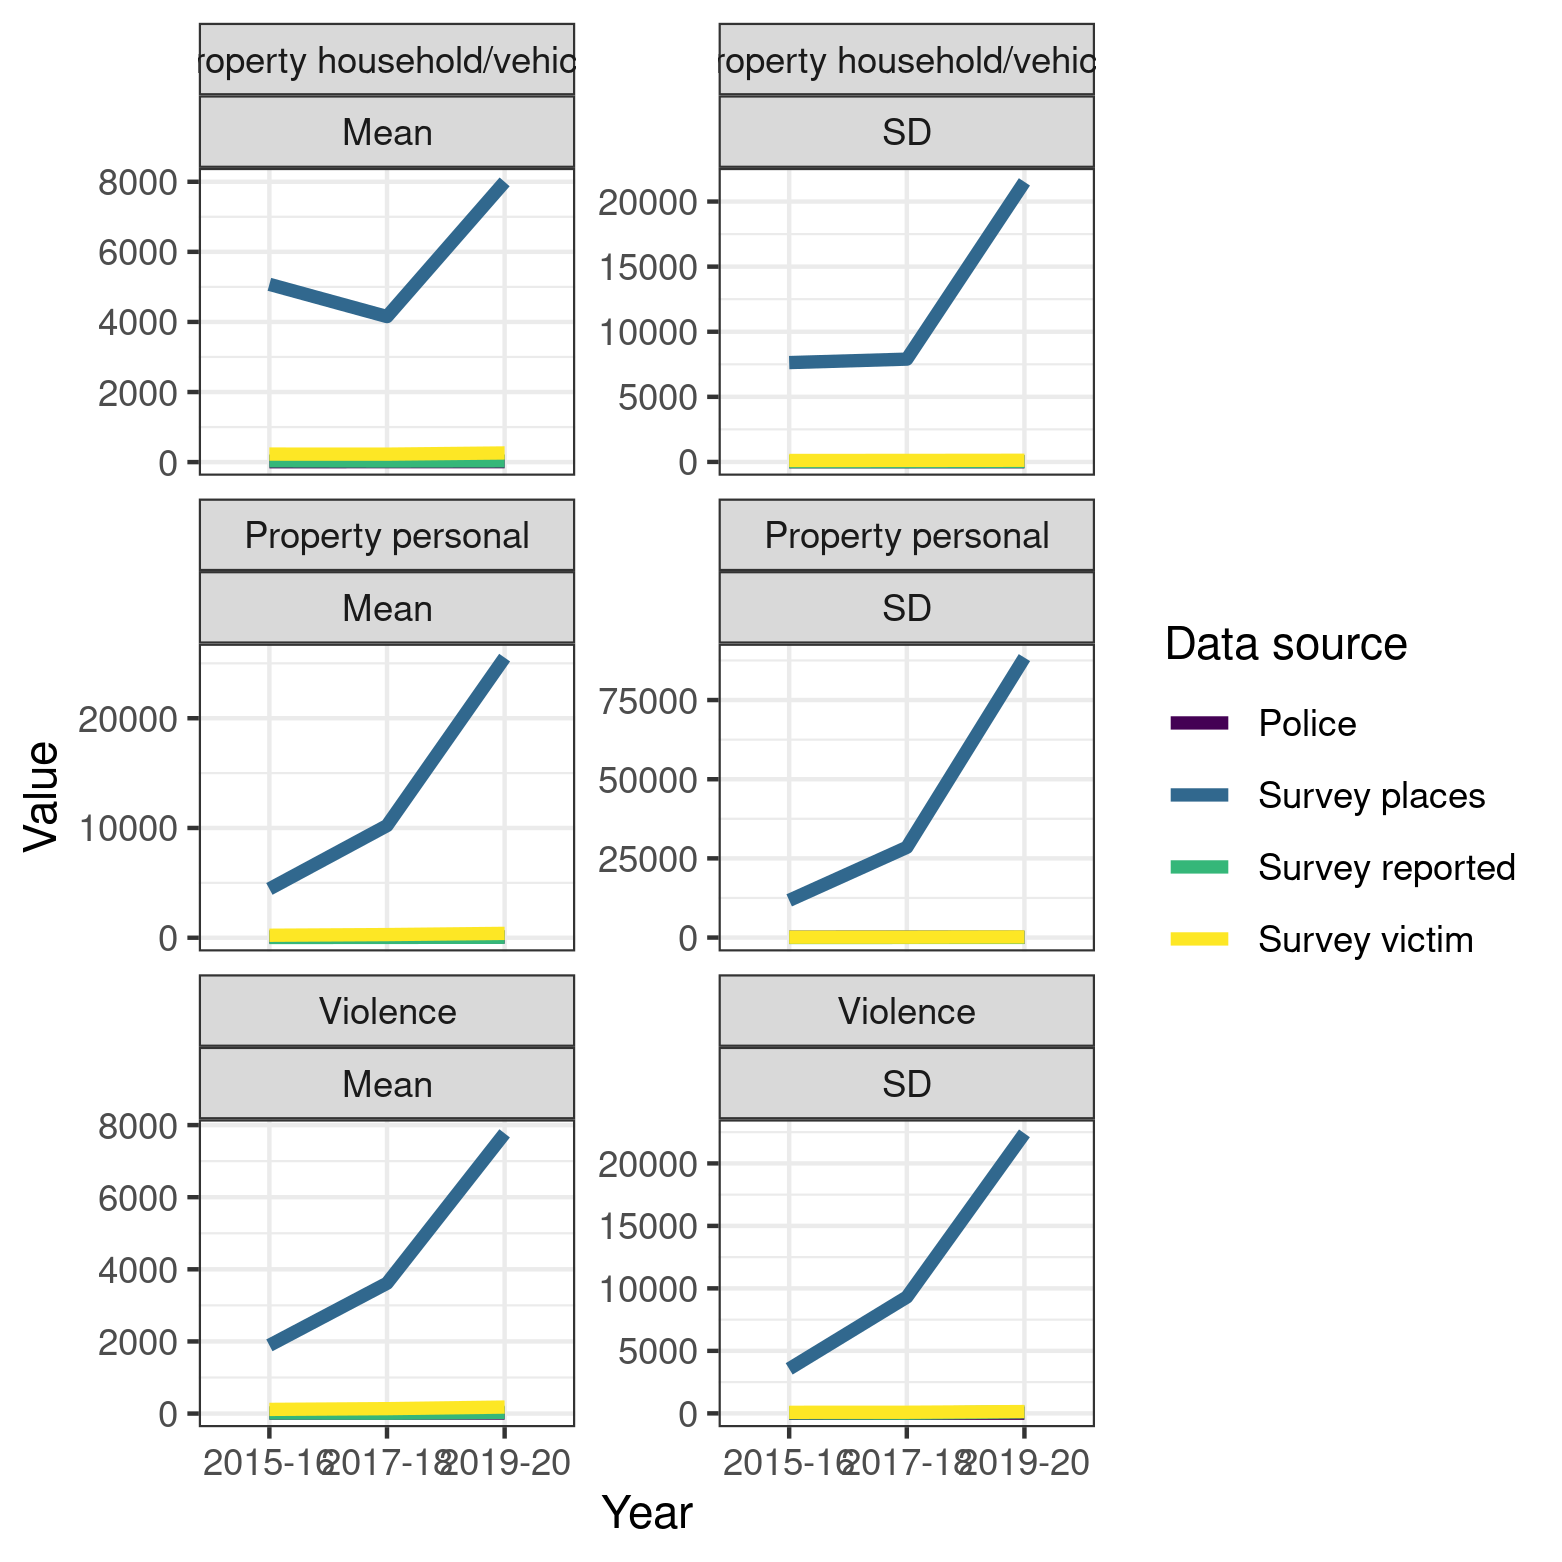 roperty household/vehic
roperty household/vehic
Mean
SD
8000
6000
4000
2000
0
20000
15000
10000
5000
0
Property personal
Property personal
Mean
SD
20000
10000
0
75000
50000
25000
0
Violence
Violence
Mean
SD
8000
6000
4000
2000
0
20000
15000
10000
5000
0
2015-16 2017-18 2019-20
2015-16 2017-18 2019-20
Year
Value
Data source
Police
Survey places
Survey reported
Survey victim